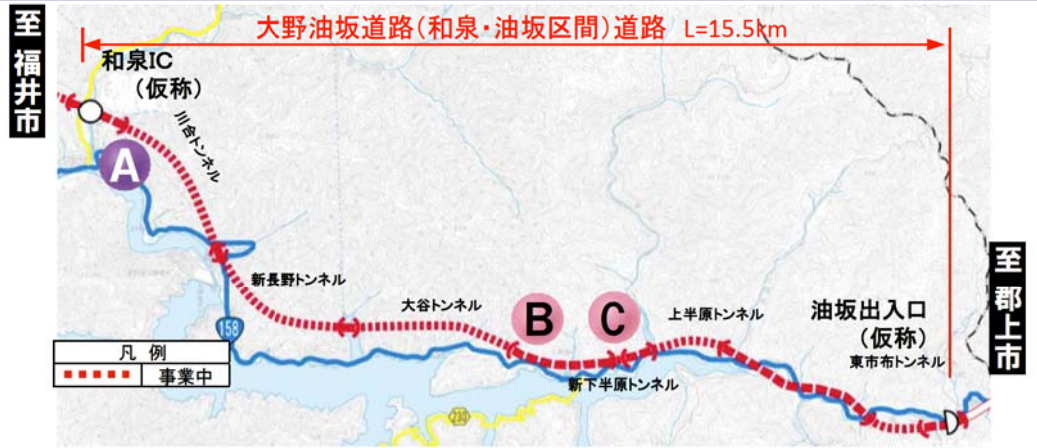 至 福井市
大野油坂道路(和泉・油坂区間)道路 L=15.5km
和泉IC
(仮称)
川合トンネル
A
新長野トンネル
158
大谷トンネル
B
C
上半原トンネル
新下半原トンネル
油坂出入口
(仮称)
東市布トンネル
至 郡上市
230
凡 例
事業中